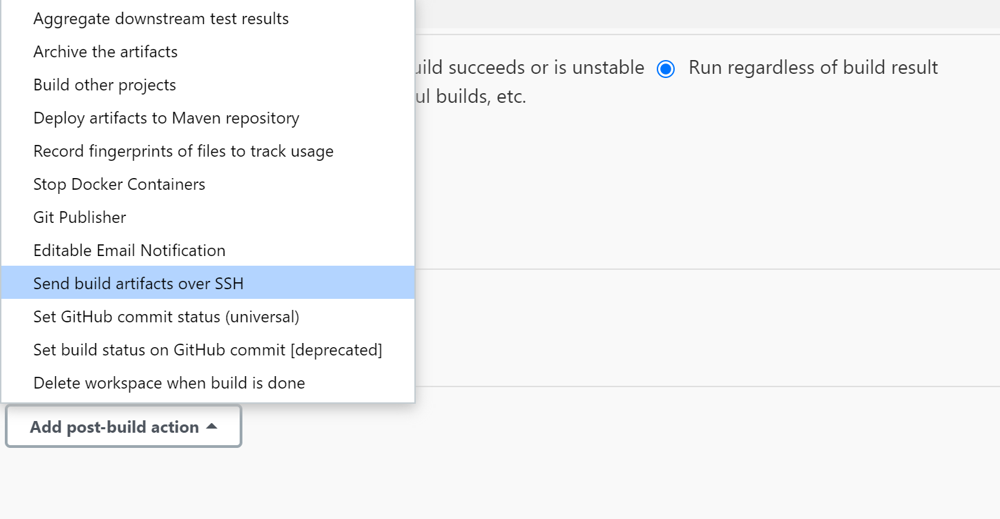 Aggregate downstream test results
Archive the artifacts
Build other projects
Deploy artifacts to Maven repository
Record fingerprints of files to track usage
Stop Docker Containers
Git Publisher
Editable Email Notification
Send build artifacts over SSH
Set GitHub commit status (universal)
Set build status on GitHub commit [deprecated]
Delete workspace when build is done
Add post-build action
succeeds or is unstable Run regardless of build result
builds, etc.